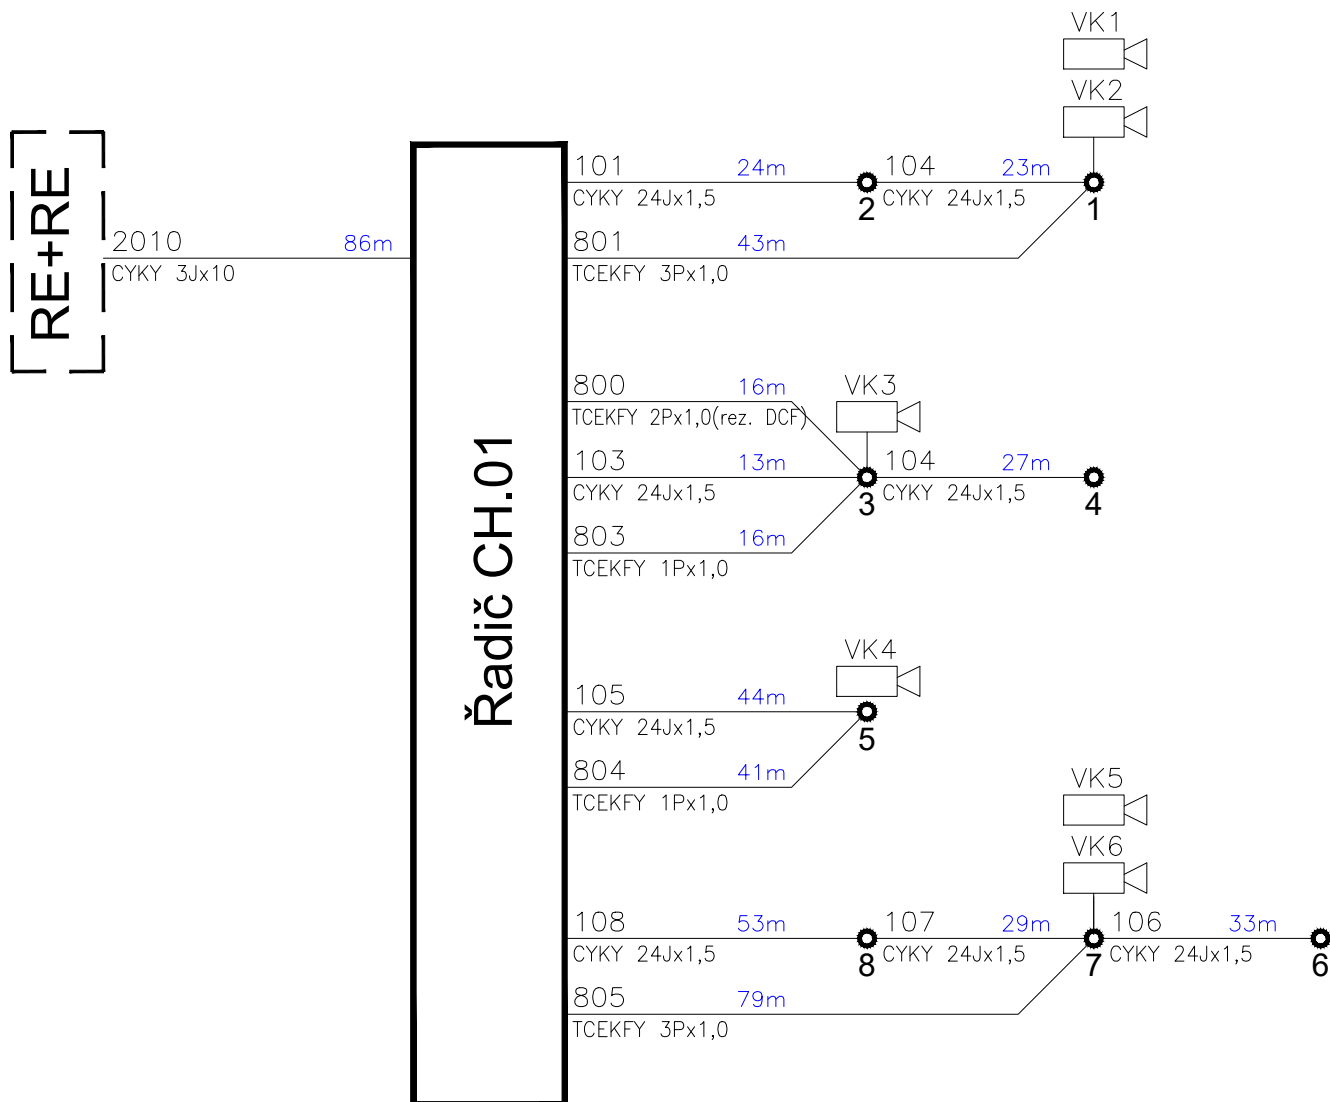 VK1
VK2
101 24m
CYKY 24Jx1,5
2
104 23m
CYKY 24Jx1,5
1
RE+RE
2010 86m
CYKY 3Jx10
801 43m
TCEKFY 3Px1,0
Řadič CH.01
800 16m
TCEKFY 2Px1,0(rez. DCF)
VK3
103 13m
CYKY 24Jx1,5
3
104 27m
CYKY 24Jx1,5
4
803 16m
TCEKFY 1Px1,0
VK4
105 44m
CYKY 24Jx1,5
5
804 41m
TCEKFY 1Px1,0
VK5
VK6
108 53m
CYKY 24Jx1,5
8
107 29m
CYKY 24Jx1,5
7
106 33m
CYKY 24Jx1,5
6
805 79m
TCEKFY 3Px1,0